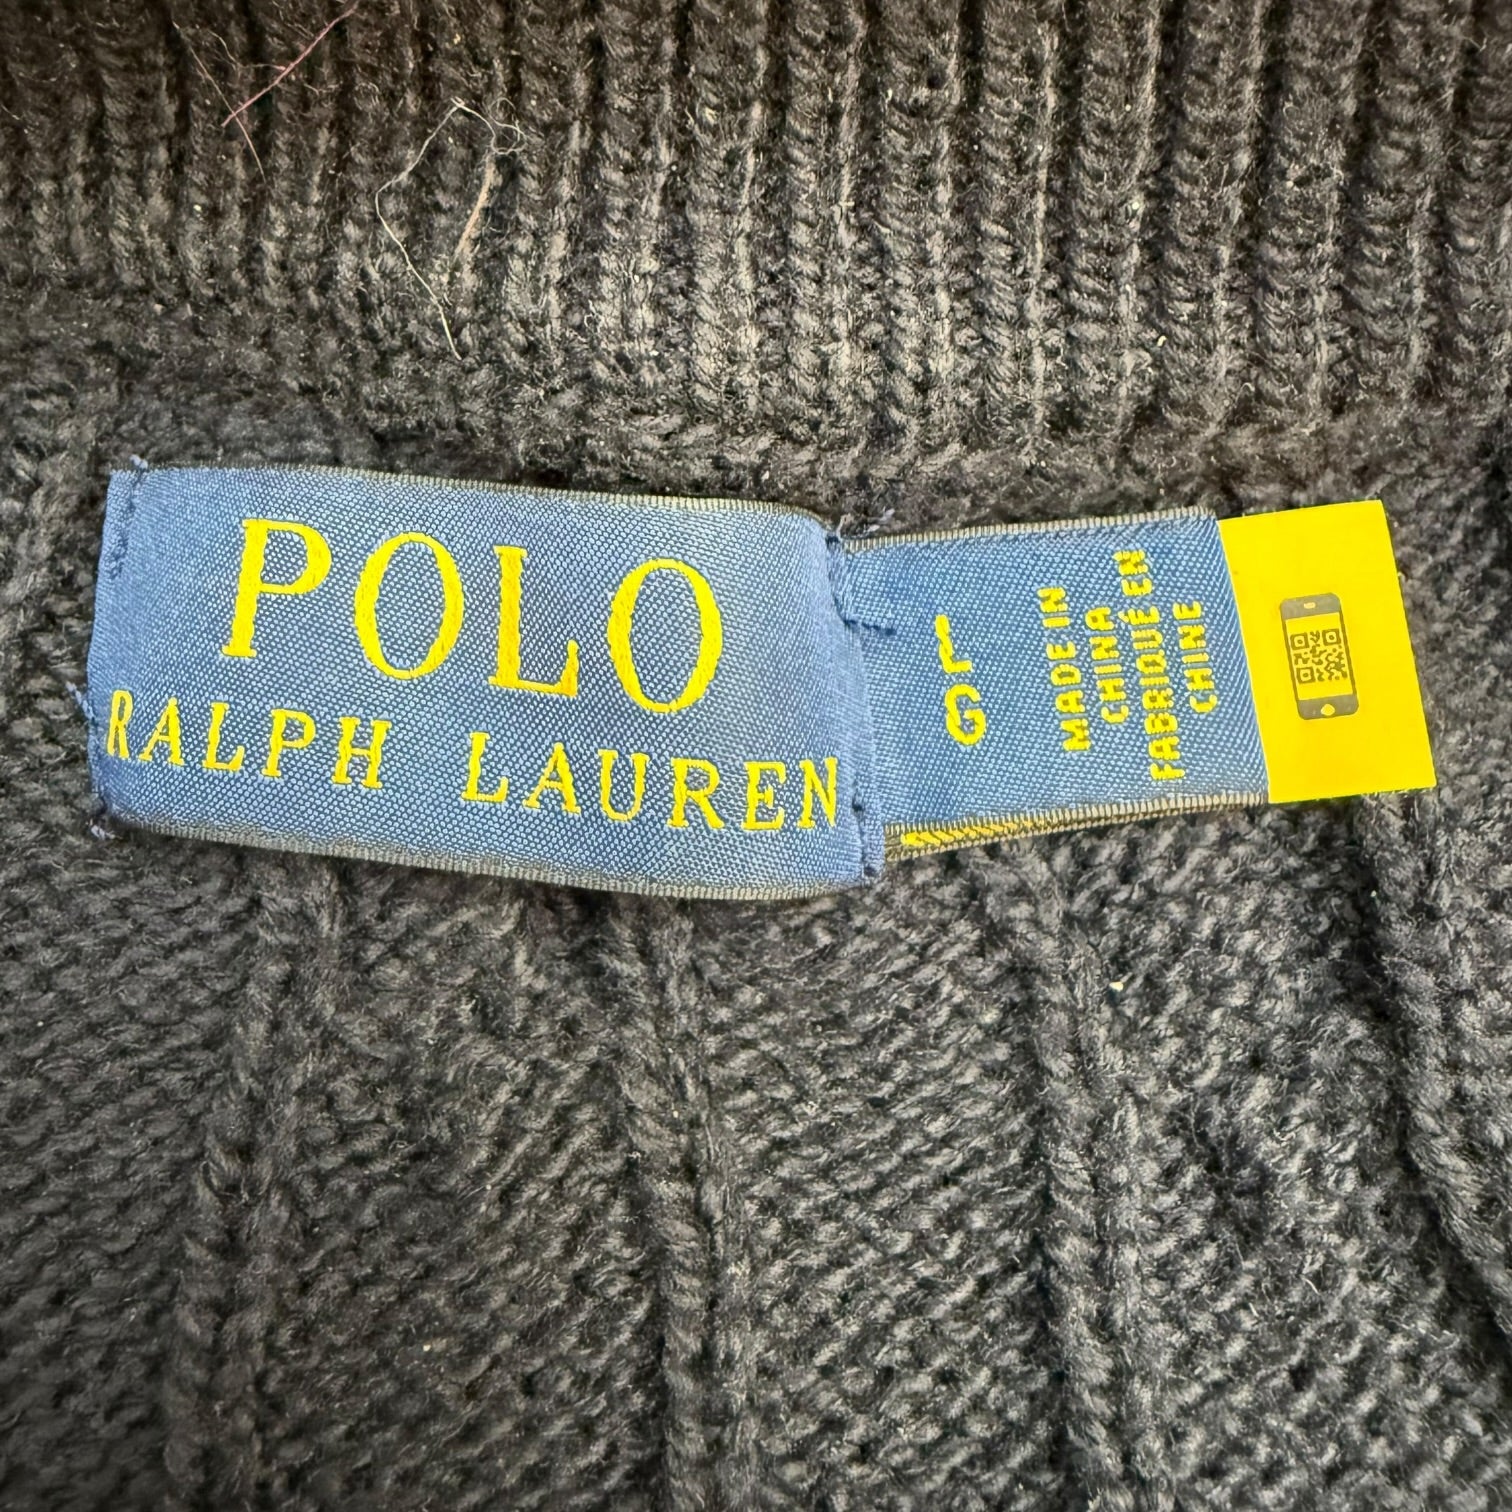 POLO
RALPH LAUREN
L
G
MADE IN
CHINA
FABRIQUÉ EN
CHINE